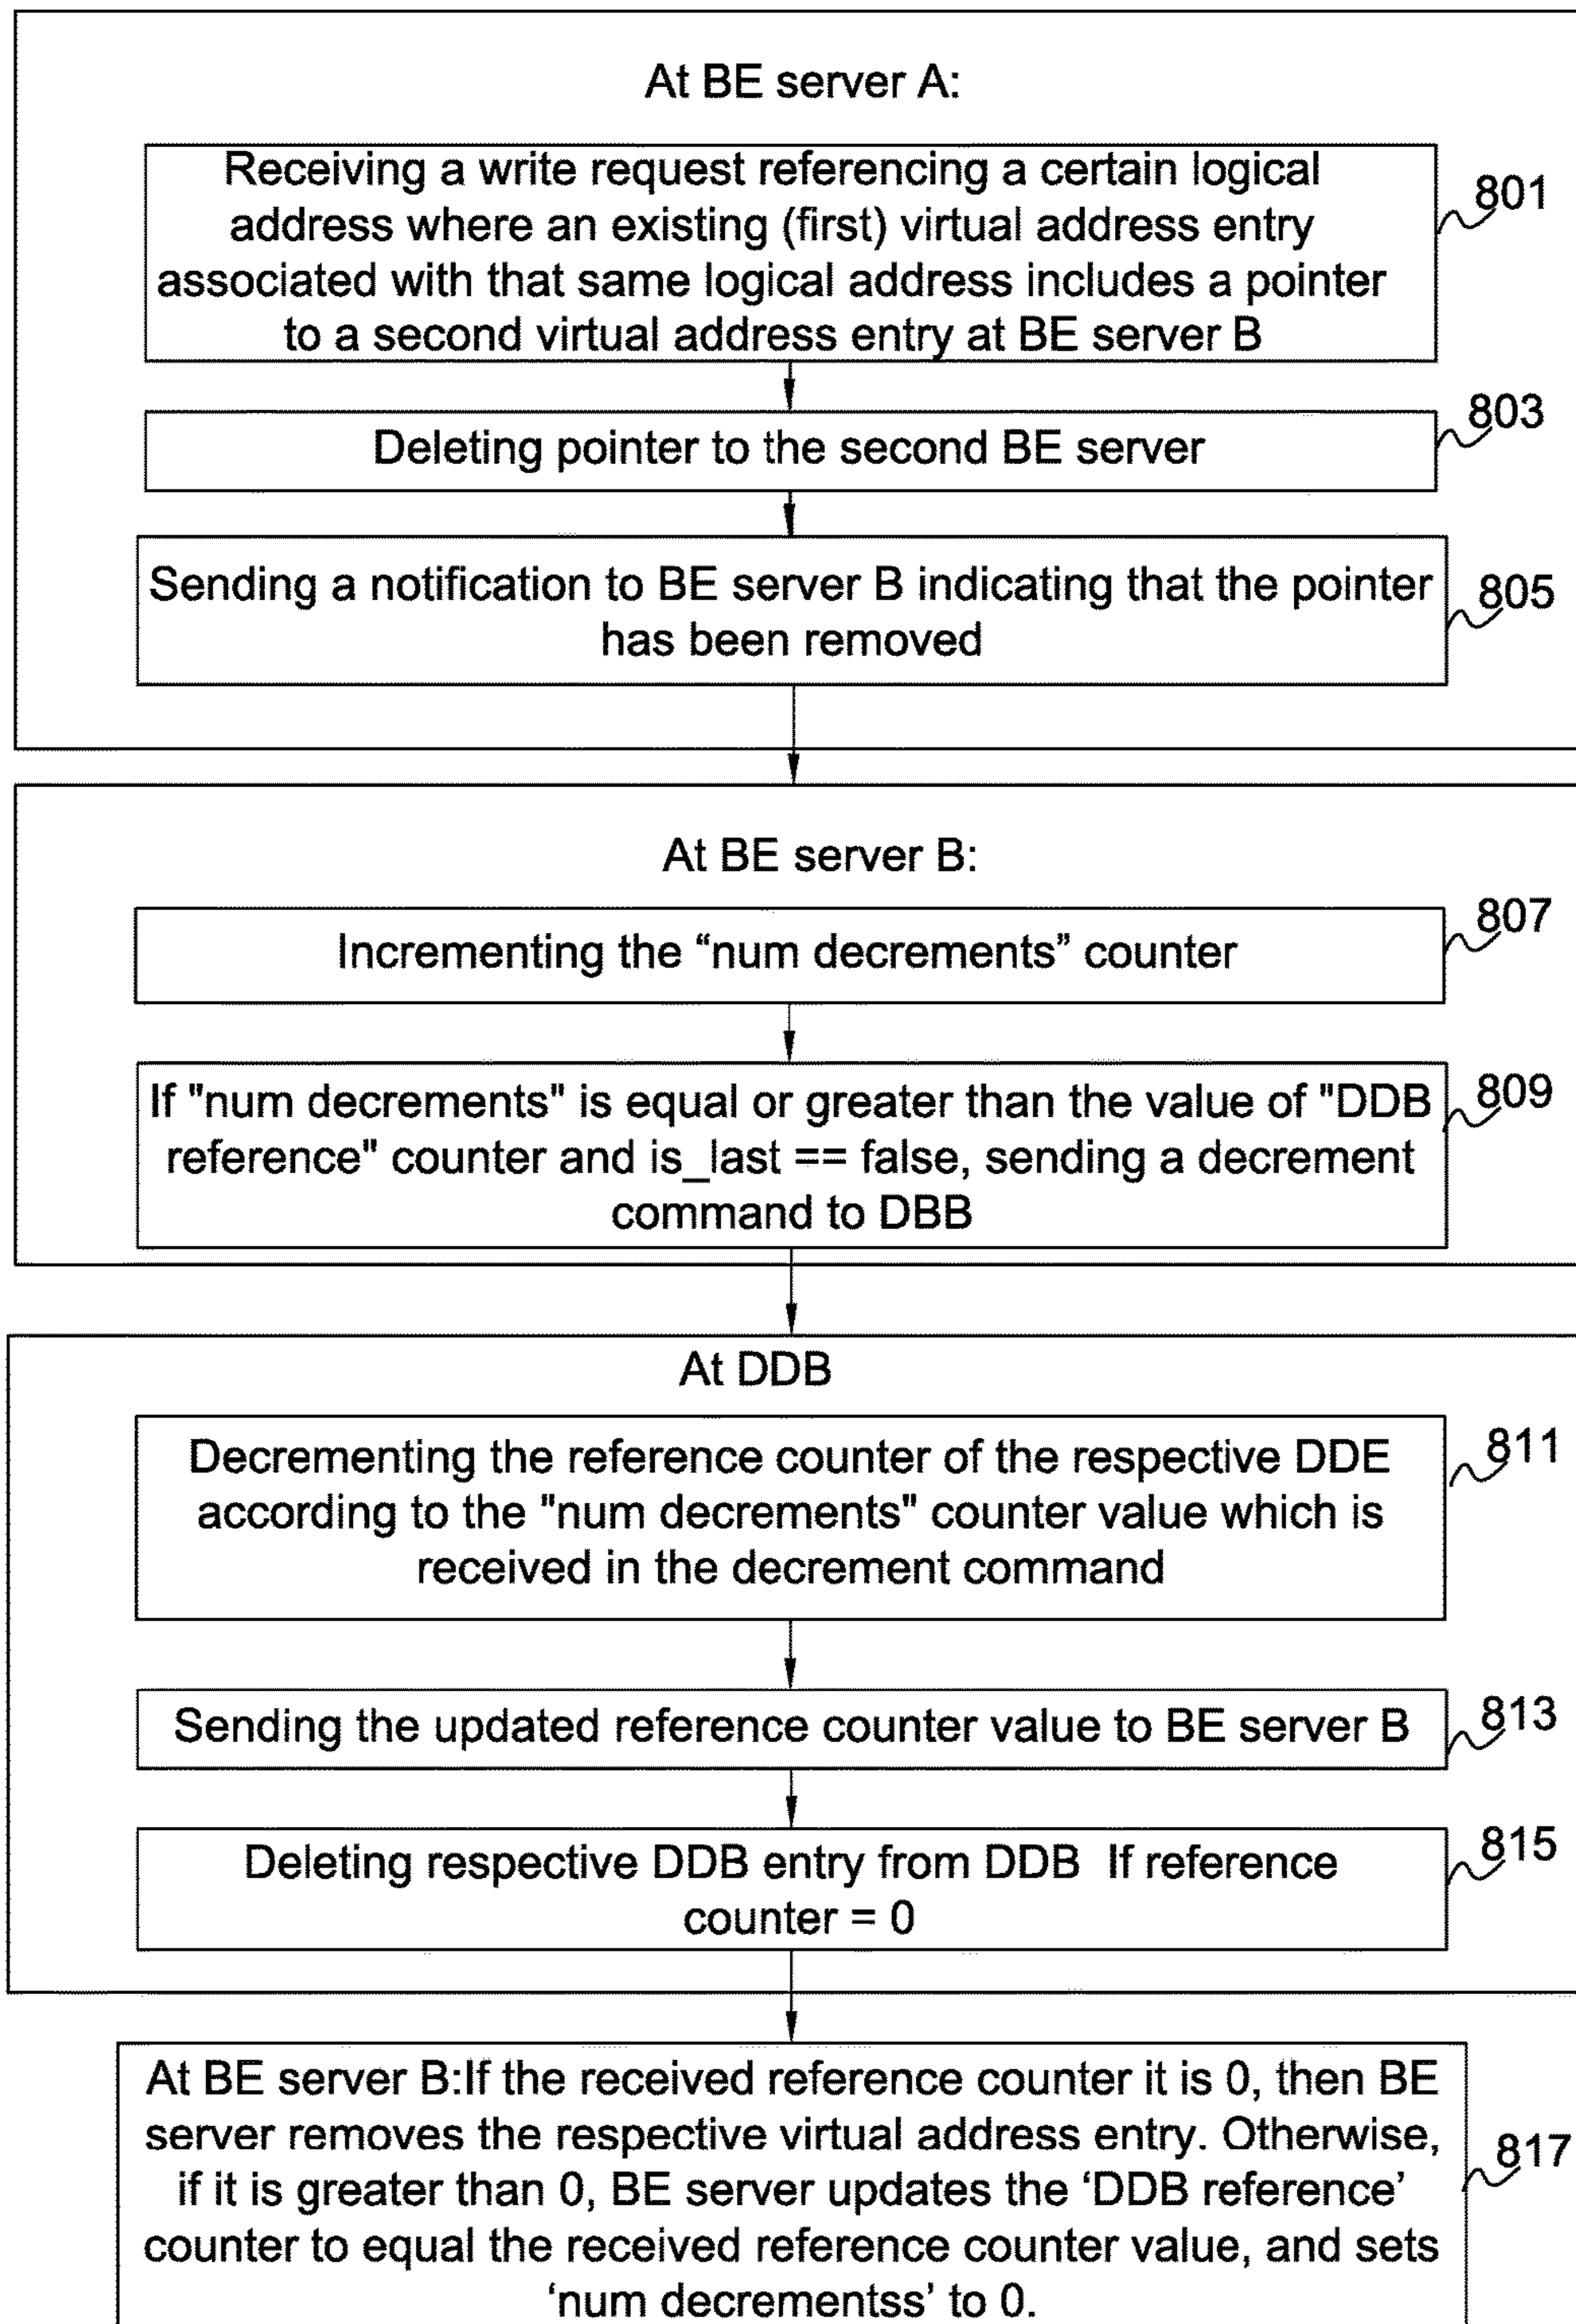 At BE server A:
Receiving a write request referencing a certain logical
address where an existing (first) virtual address entry
associated with that same logical address includes a pointer
to a second virtual address entry at BE server B
801
Deleting pointer to the second BE server
803
Sending a notification to BE server B indicating that the pointer
has been removed
805
At BE server B:
Incrementing the “num decrements” counter
807
If "num decrements" is equal or greater than the value of "DDB
reference" counter and is_last == false, sending a decrement
command to DBB
809
At DDB
Decrementing the reference counter of the respective DDE
according to the "num decrements" counter value which is
received in the decrement command
811
Sending the updated reference counter value to BE server B
813
Deleting respective DDB entry from DDB If reference
counter = 0
815
At BE server B:If the received reference counter it is 0, then BE
server removes the respective virtual address entry. Otherwise,
if it is greater than 0, BE server updates the ‘DDB reference’
counter to equal the received reference counter value, and sets
‘num decrementss’ to 0.
817